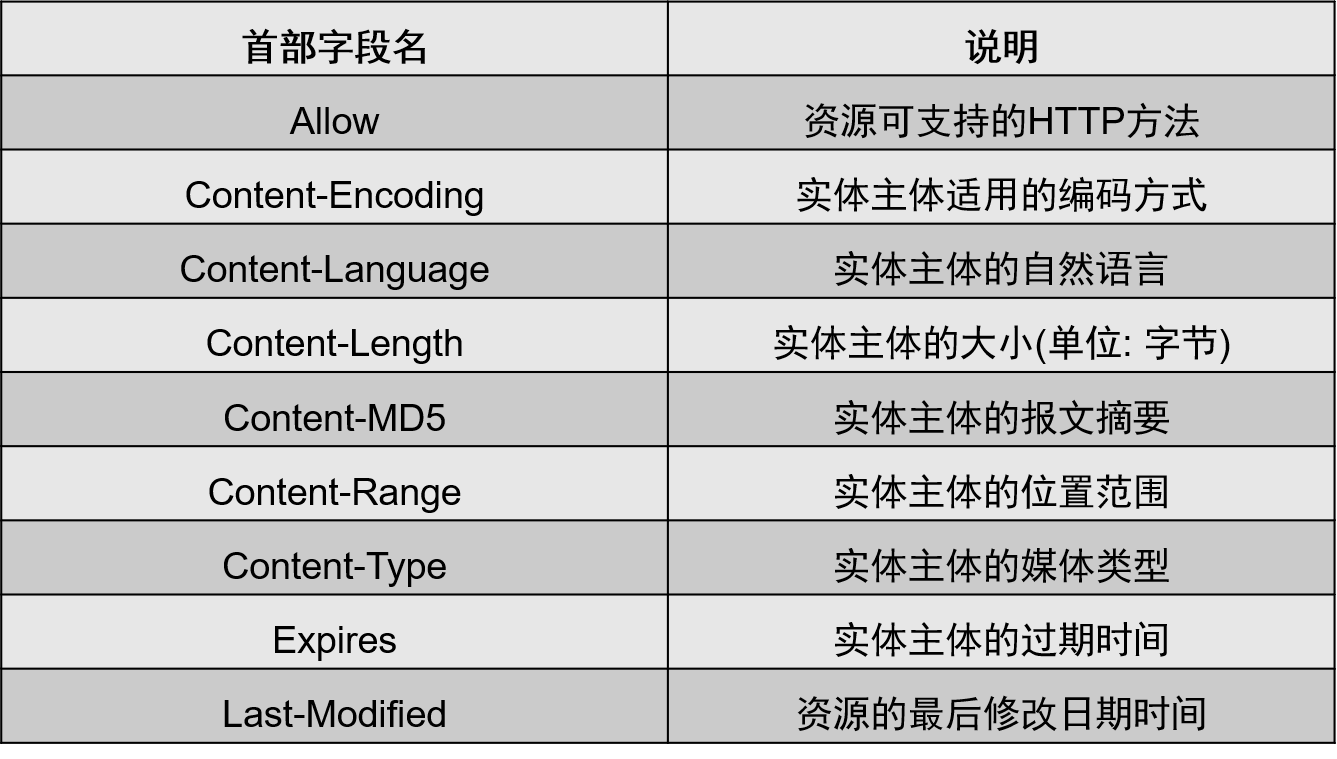 首部字段名 说明
Allow 资源可支持的HTTP方法
Content-Encoding 实体主体适用的编码方式
Content-Language 实体主体的自然语言
Content-Length 实体主体的大小(单位: 字节)
Content-MD5 实体主体的报文摘要
Content-Range 实体主体的位置范围
Content-Type 实体主体的媒体类型
Expires 实体主体的过期时间
Last-Modified 资源的最后修改日期时间